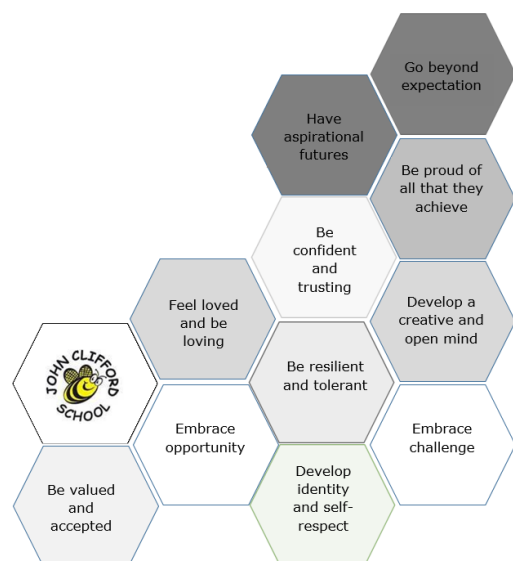 Go beyond
expectation
Have
aspirational
futures
Be proud of
all that they
achieve
Be
confident
and
trusting
Feel loved
and be
loving
Develop a
creative and
open mind
JOHN CLIFFORD
SCHOOL
Be resilient
and tolerant
Embrace
opportunity
Embrace
challenge
Be valued
and
accepted
Develop
identity
and self-
respect